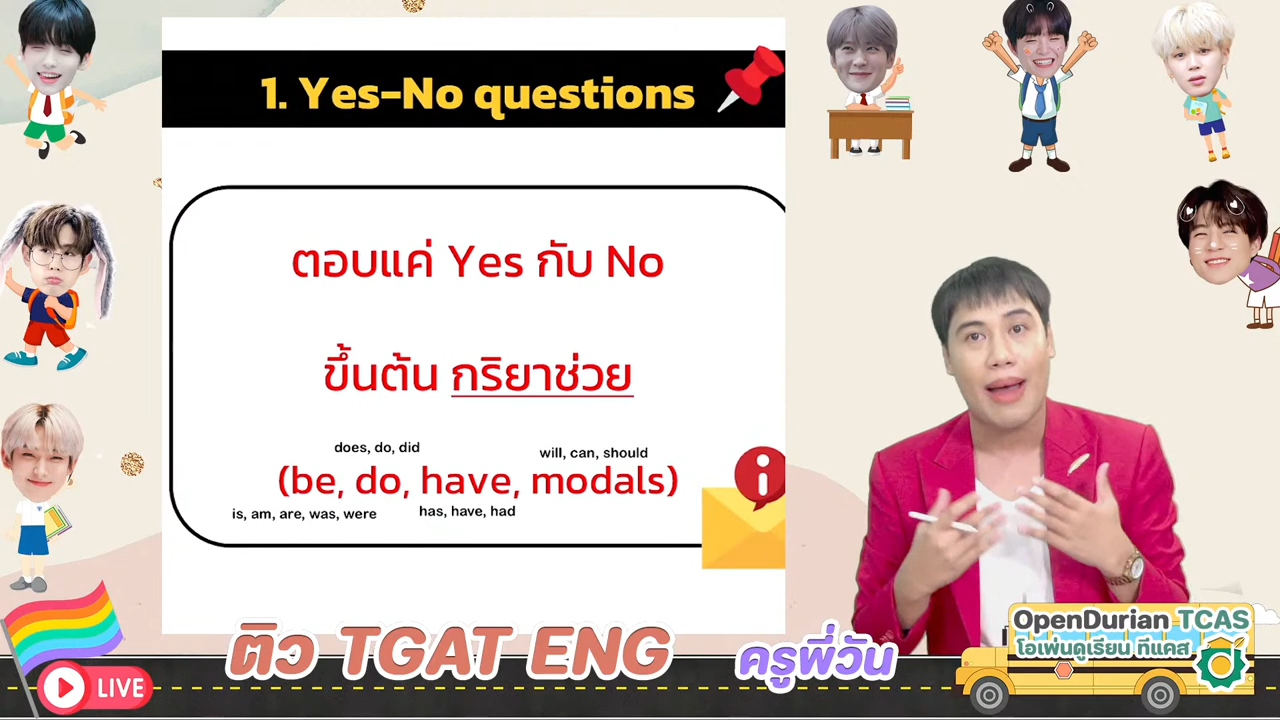 1. Yes-No questions
ตอบแค่ Yes กับ No
ขึ้นต้น กริยาช่วย
does, do, did
will, can, should
(be, do, have, modals)
is, am, are, was, were
has, have, had
ติว TGAT ENG
ครูพี่วัน
OpenDurian TCAS
โอเพ่นดูเรียน ทีแคส
LIVE